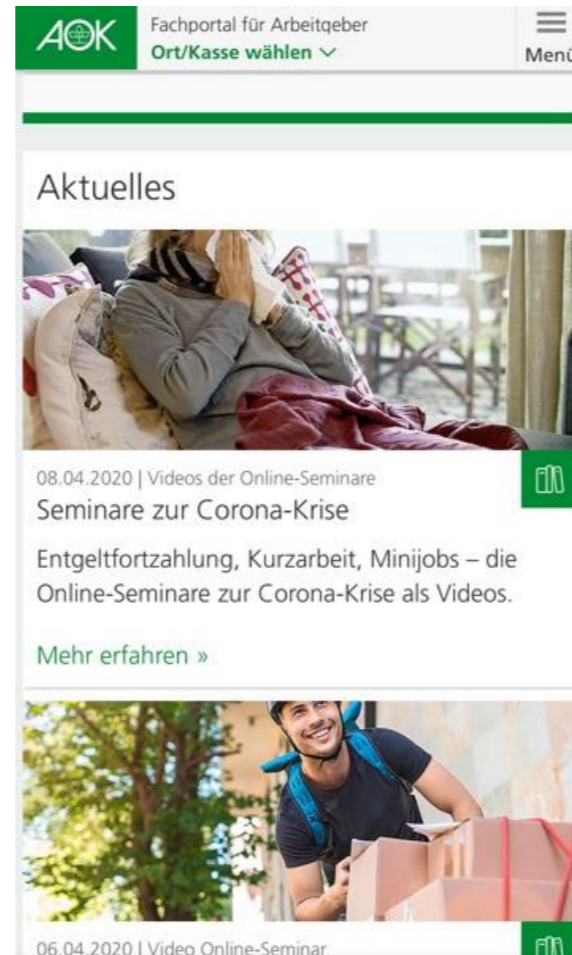 AOK
Fachportal für Arbeitgeber
Ort/Kasse wählen
Menü
Aktuelles
08.04.2020 | Videos der Online-Seminare
Seminare zur Corona-Krise
Entgeltfortzahlung, Kurzarbeit, Minijobs – die
Online-Seminare zur Corona-Krise als Videos.
Mehr erfahren »
06.04.2020 | Video Online-Seminar